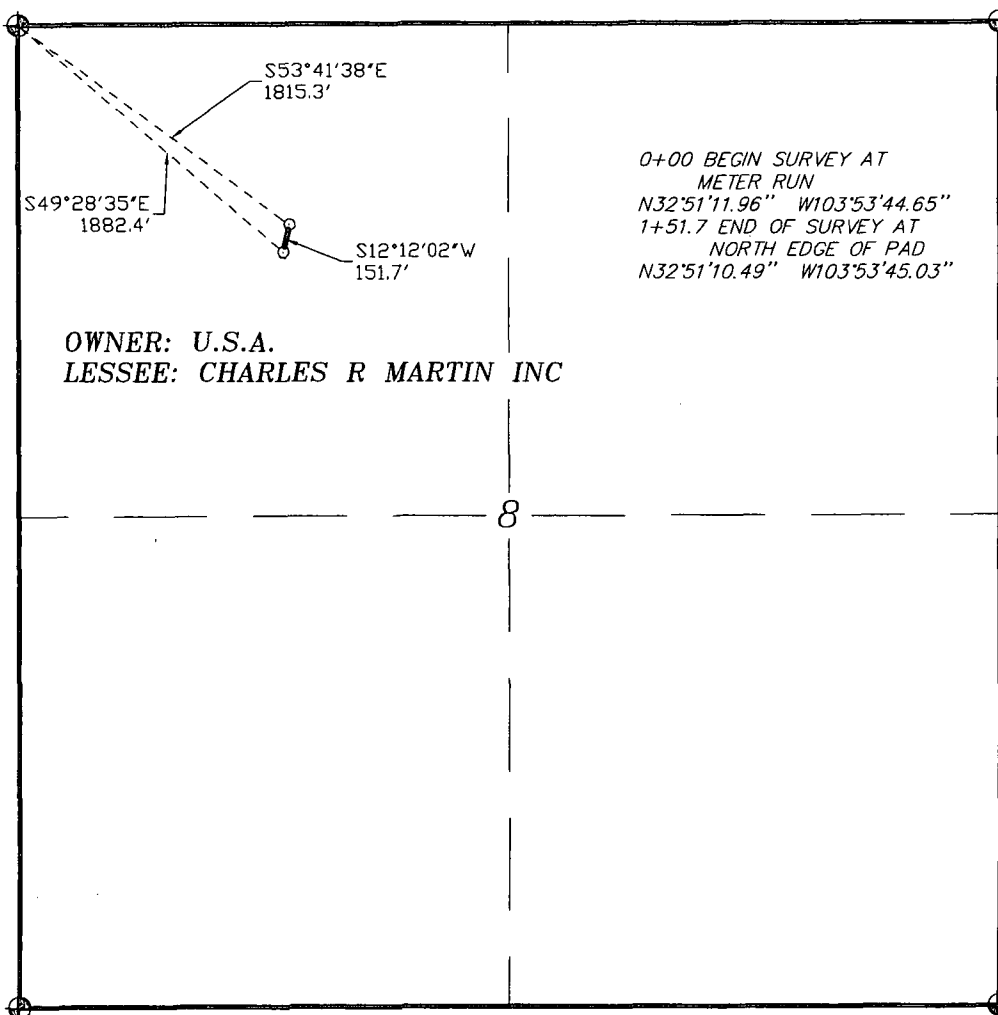 S53°41'38"E
1815.3'
S49°28'35"E
1882.4'
S12°12'02"W
151.7'
0+00 BEGIN SURVEY AT
METER RUN
N32°51'11.96" W103°53'44.65"
1+51.7 END OF SURVEY AT
NORTH EDGE OF PAD
N32°51'10.49" W103°53'45.03"
OWNER: U.S.A.
LESSEE: CHARLES R MARTIN INC
8